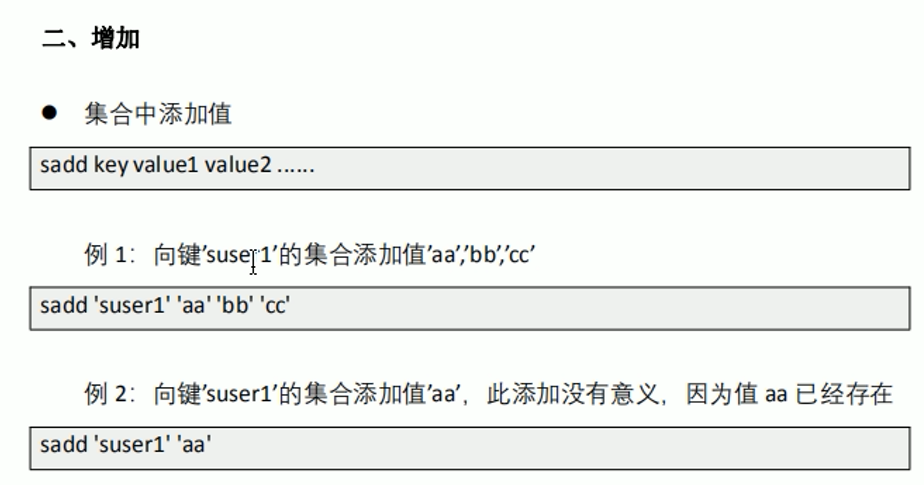 二、增加
● 集合中添加值
sadd key value1 value2 ......
例 1：向键’suser1’的集合添加值’aa’,’bb’,’cc’
sadd 'suser1' 'aa' 'bb' 'cc'
例 2：向键’suser1’的集合添加值’aa’，此添加没有意义，因为值 aa 已经存在
sadd 'suser1' 'aa'